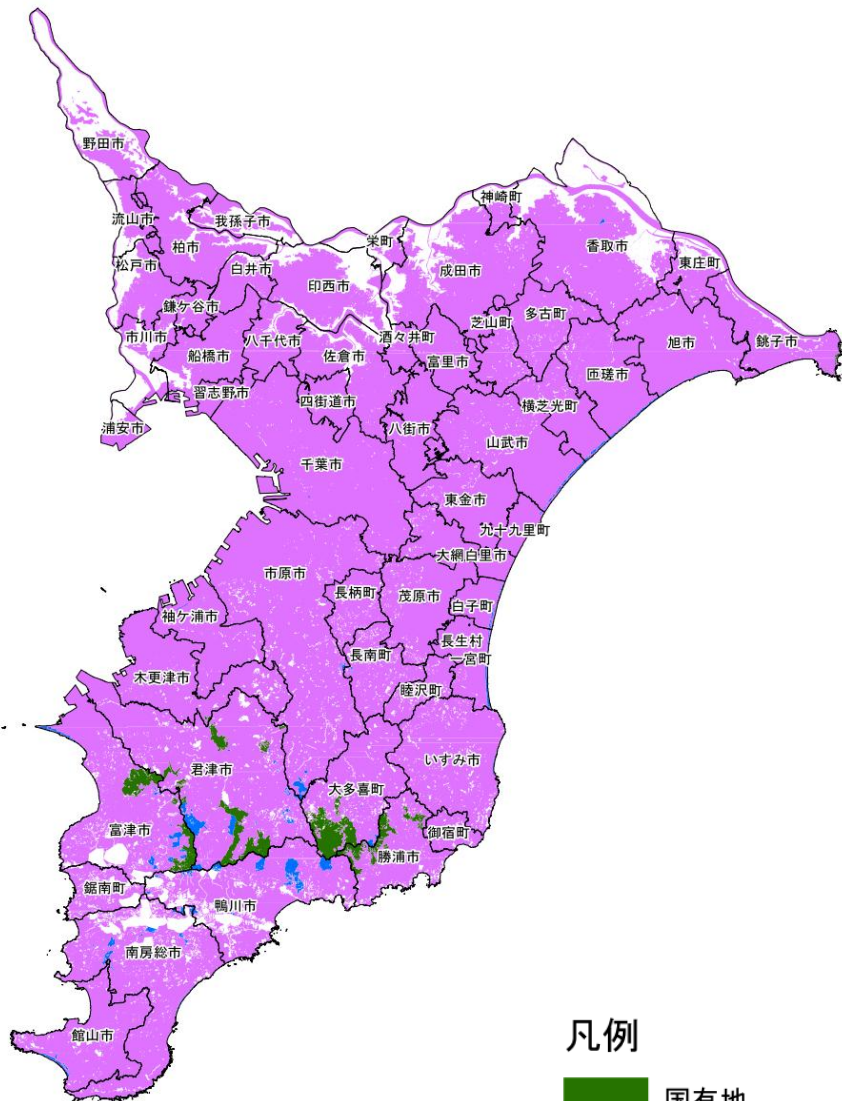 野田市
流山市
我孫子市
柏市
松戸市
白井市
印西市
栄町
成田市
神崎町
香取市
東庄町
鎌ケ谷市
市川市
船橋市
八千代市
佐倉市
酒々井町
富里市
芝山町
多古町
旭市
銚子市
匝瑳市
習志野市
四街道市
横芝光町
浦安市
八街市
山武市
千葉市
東金市
九十九里町
大網白里市
市原市
長柄町
茂原市
白子町
袖ケ浦市
長生村
長南町
一宮町
木更津市
睦沢町
いすみ市
君津市
大多喜町
富津市
御宿町
勝浦市
鋸南町
鴨川市
南房総市
館山市
凡例
国有地